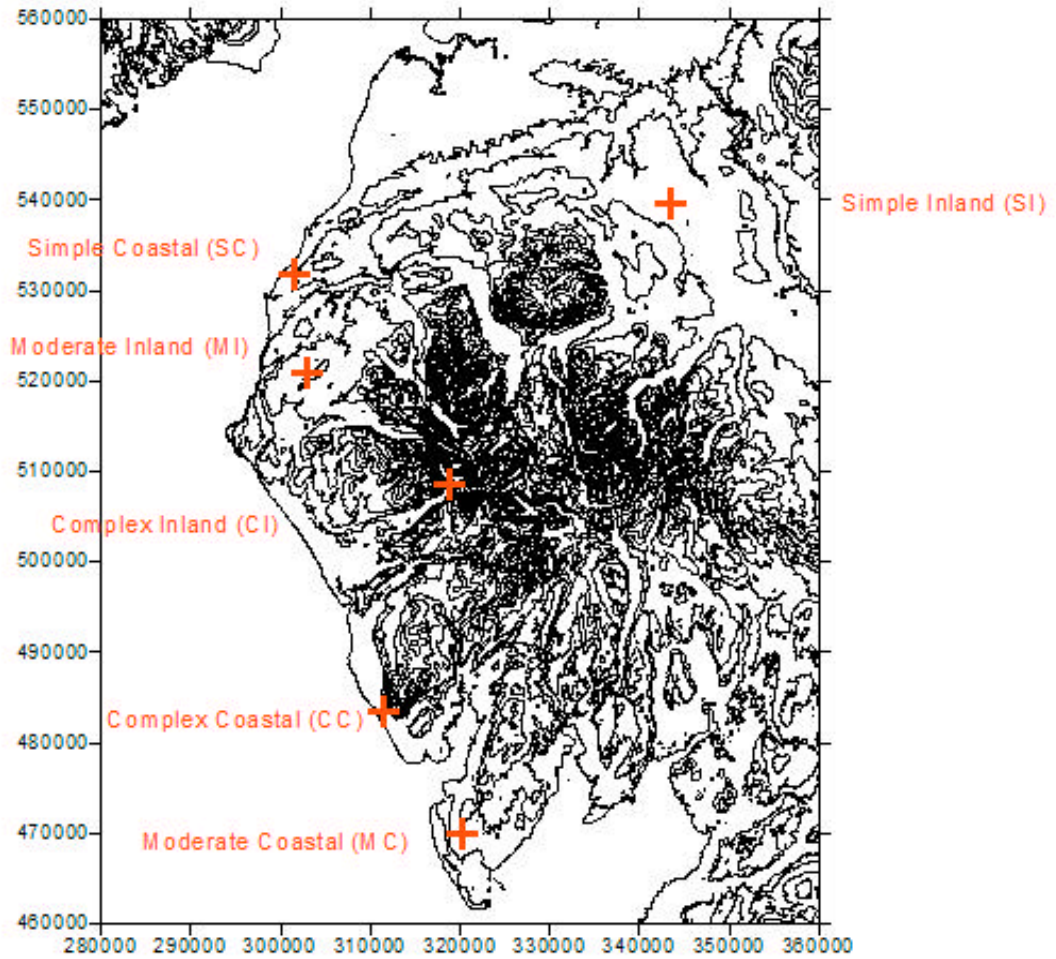 560000
550000
540000
Simple Inland (SI)
Simple Coastal (SC)
530000
Moderate Inland (MI)
520000
510000
Complex Inland (CI)
500000
490000
Complex Coastal (CC)
480000
Moderate Coastal (MC)
470000
460000
280000 290000 300000 310000 320000 330000 340000 350000 360000